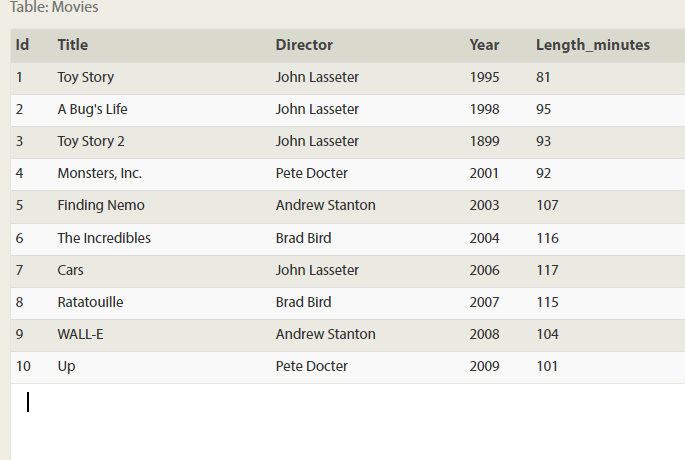 Table: Movies
Id Title Director Year Length_minutes
1 Toy Story John Lasseter 1995 81
2 A Bug's Life John Lasseter 1998 95
3 Toy Story 2 John Lasseter 1899 93
4 Monsters, Inc. Pete Docter 2001 92
5 Finding Nemo Andrew Stanton 2003 107
6 The Incredibles Brad Bird 2004 116
7 Cars John Lasseter 2006 117
8 Ratatouille Brad Bird 2007 115
9 WALL-E Andrew Stanton 2008 104
10 Up Pete Docter 2009 101